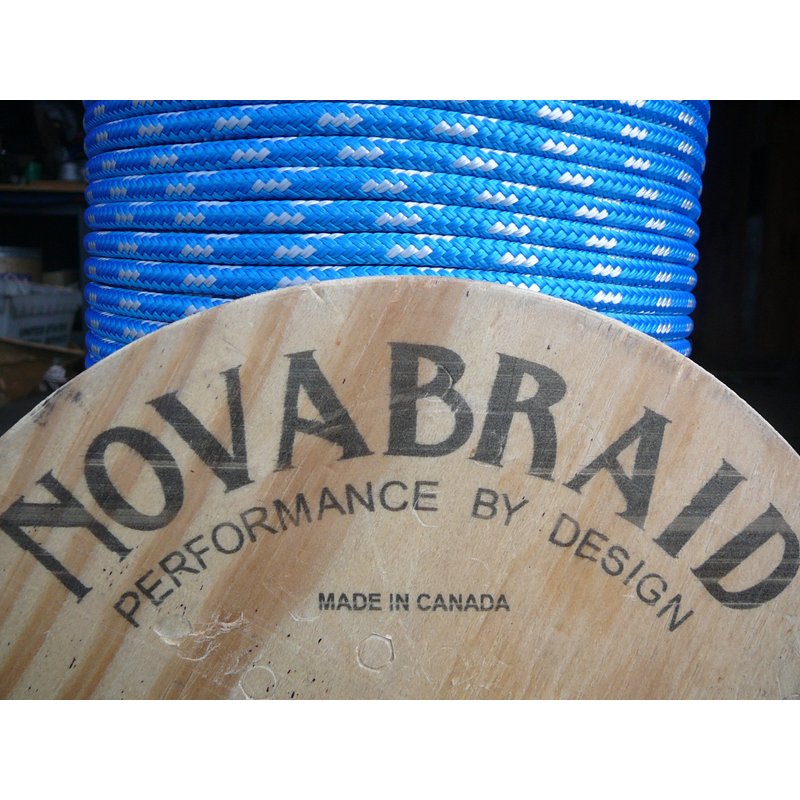 NOVABRAID
PERFORMANCE BY DESIGN
MADE IN CANADA